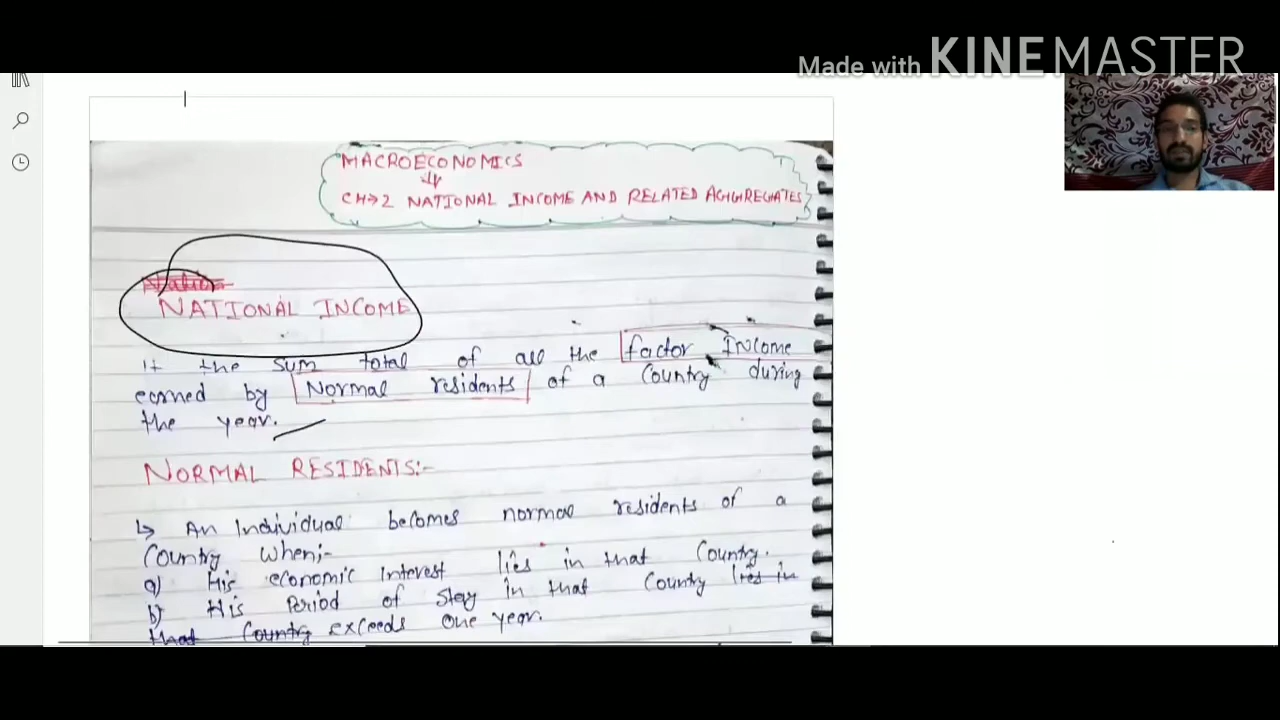 Made with KINEMASTER
MACROECONOMICS
CH→2 NATIONAL INCOME AND RELATED AGGREGATES
NATIONAL INCOME
It the sum total of all the factor INCOME
earned by Normal residents of a Country during
the year.
NORMAL RESIDENTS:-
↳ An Individual becomes normal residents of a
Country when;-
a) His economic interest lies in that Country.
b) His Period of stay in that Country lies in
that Country exceeds one year.